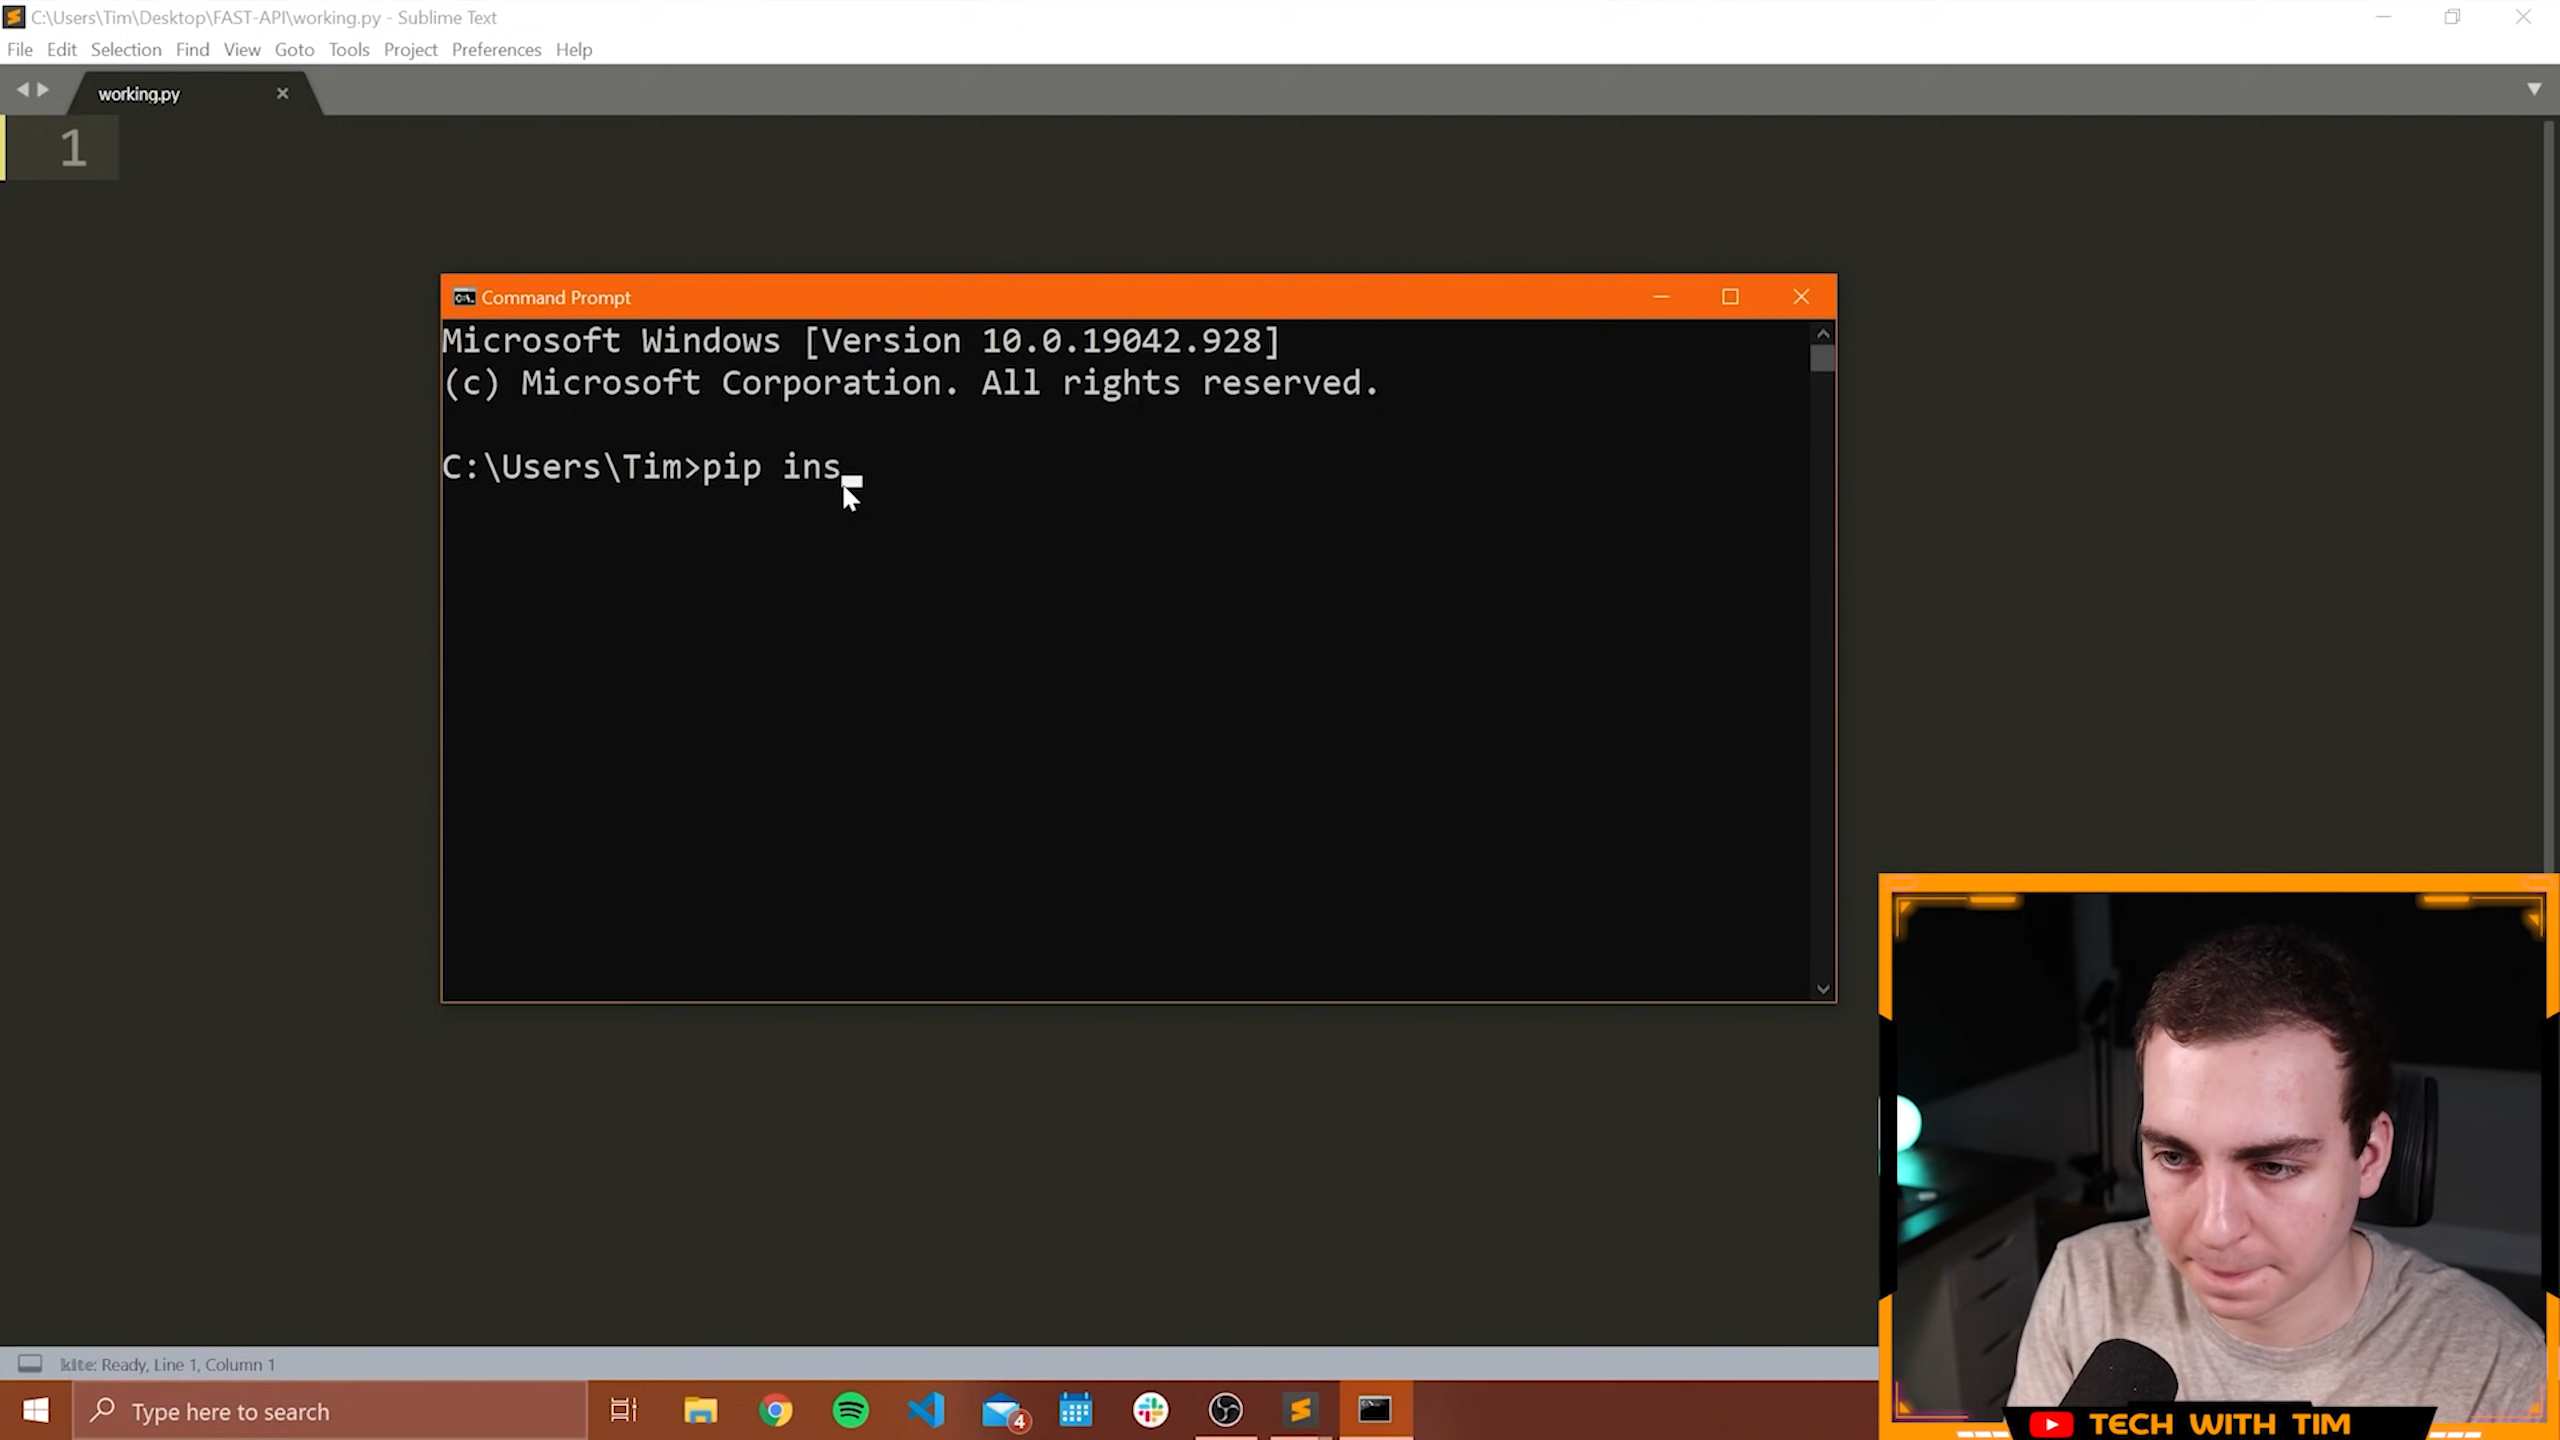 C:\Users\Tim\Desktop\FAST-API\working.py - Sublime Text
File Edit Selection Find View Goto Tools Project Preferences Help
working.py
1
Command Prompt
Microsoft Windows [Version 10.0.19042.928]
(c) Microsoft Corporation. All rights reserved.
C:\Users\Tim>pip ins_
kite: Ready, Line 1, Column 1
Type here to search
4
TECH WITH TIM